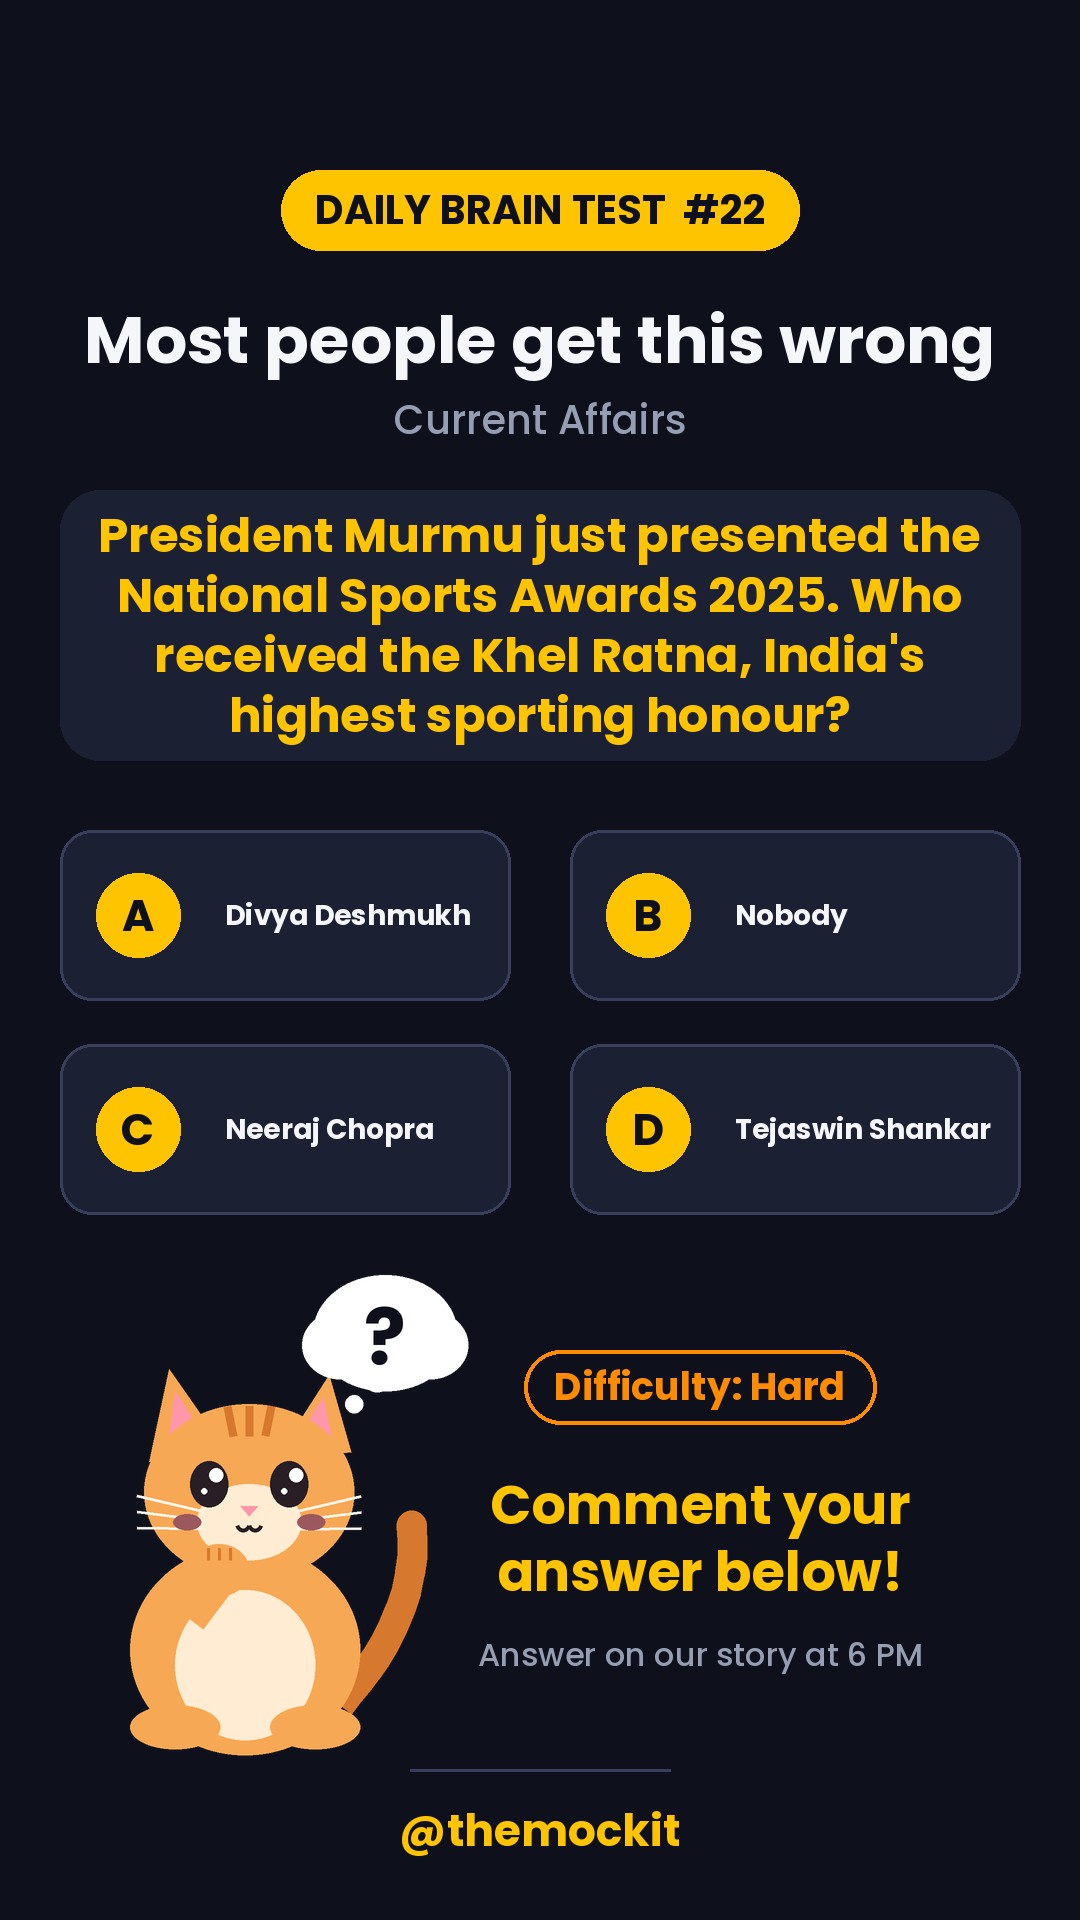 DAILY BRAIN TEST #22
Most people get this wrong
Current Affairs
President Murmu just presented the
National Sports Awards 2025. Who
received the Khel Ratna, India's
highest sporting honour?
A Divya Deshmukh
B Nobody
C Neeraj Chopra
D Tejaswin Shankar
?
Difficulty: Hard
Comment your
answer below!
Answer on our story at 6 PM
@themockit